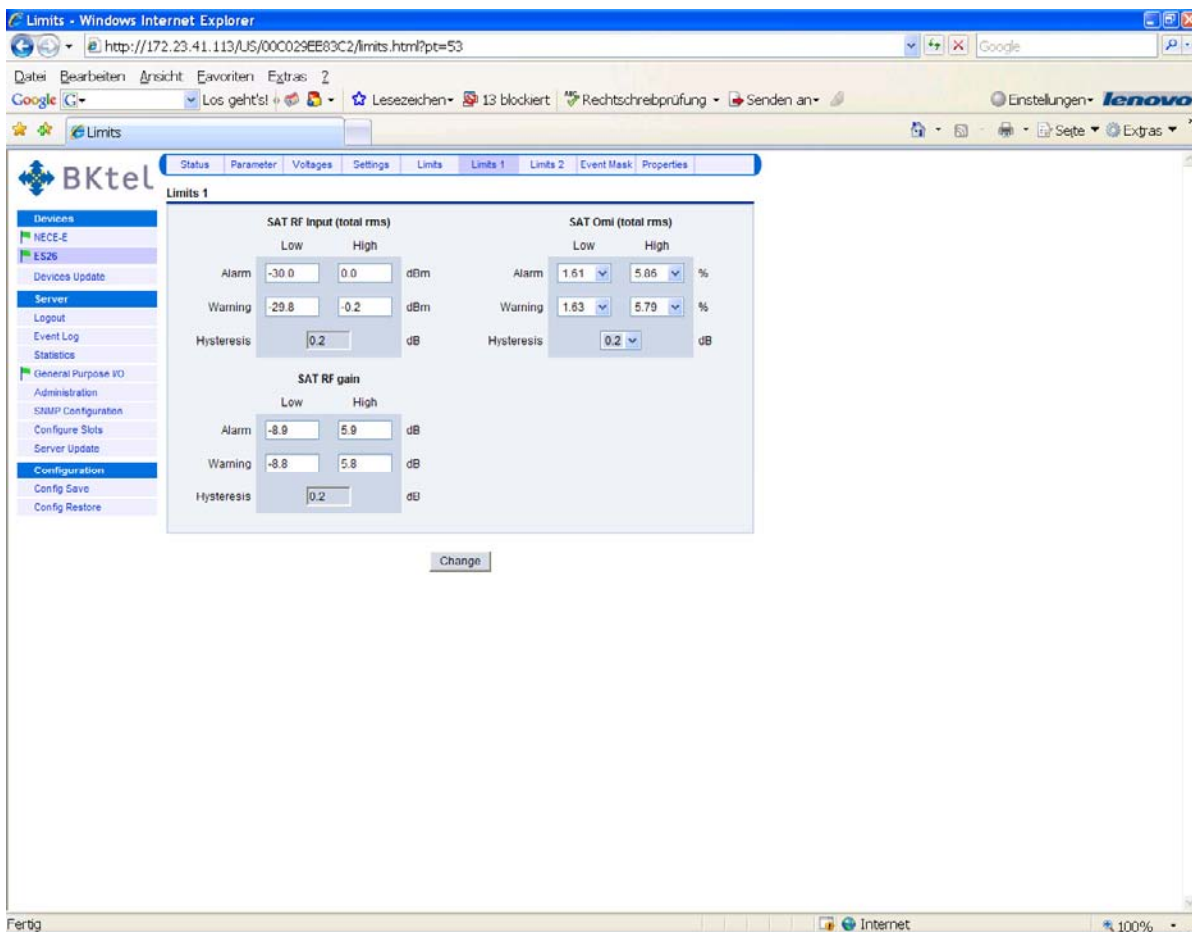 Limits - Windows Internet Explorer
http://172.23.41.113/US/00C029EE83C2/limits.html?pt=53
Google
Datei Bearbeiten Ansicht Favoriten Extras ?
Google G Los geht's! Lesezeichen 13 blockiert Rechtschreibprüfung Senden an Einstellungen lenovo
Limits
Seite Extras
BKtel
Status Parameter Voltages Settings Limits Limits 1 Limits 2 Event Mask Properties
Limits 1
Devices
NECE-E
ES26
Devices Update
Server
Logout
Event Log
Statistics
General Purpose I/O
Administration
SNMP Configuration
Configure Slots
Server Update
Configuration
Config Save
Config Restore
SAT RF Input (total rms)
Low High
Alarm -30.0 0.0 dBm
Warning -29.8 -0.2 dBm
Hysteresis 0.2 dB
SAT Omi (total rms)
Low High
Alarm 1.61 5.86 %
Warning 1.63 5.79 %
Hysteresis 0.2 dB
SAT RF gain
Low High
Alarm -8.9 5.9 dB
Warning -8.8 5.8 dB
Hysteresis 0.2 dB
Change
Fertig Internet 100%